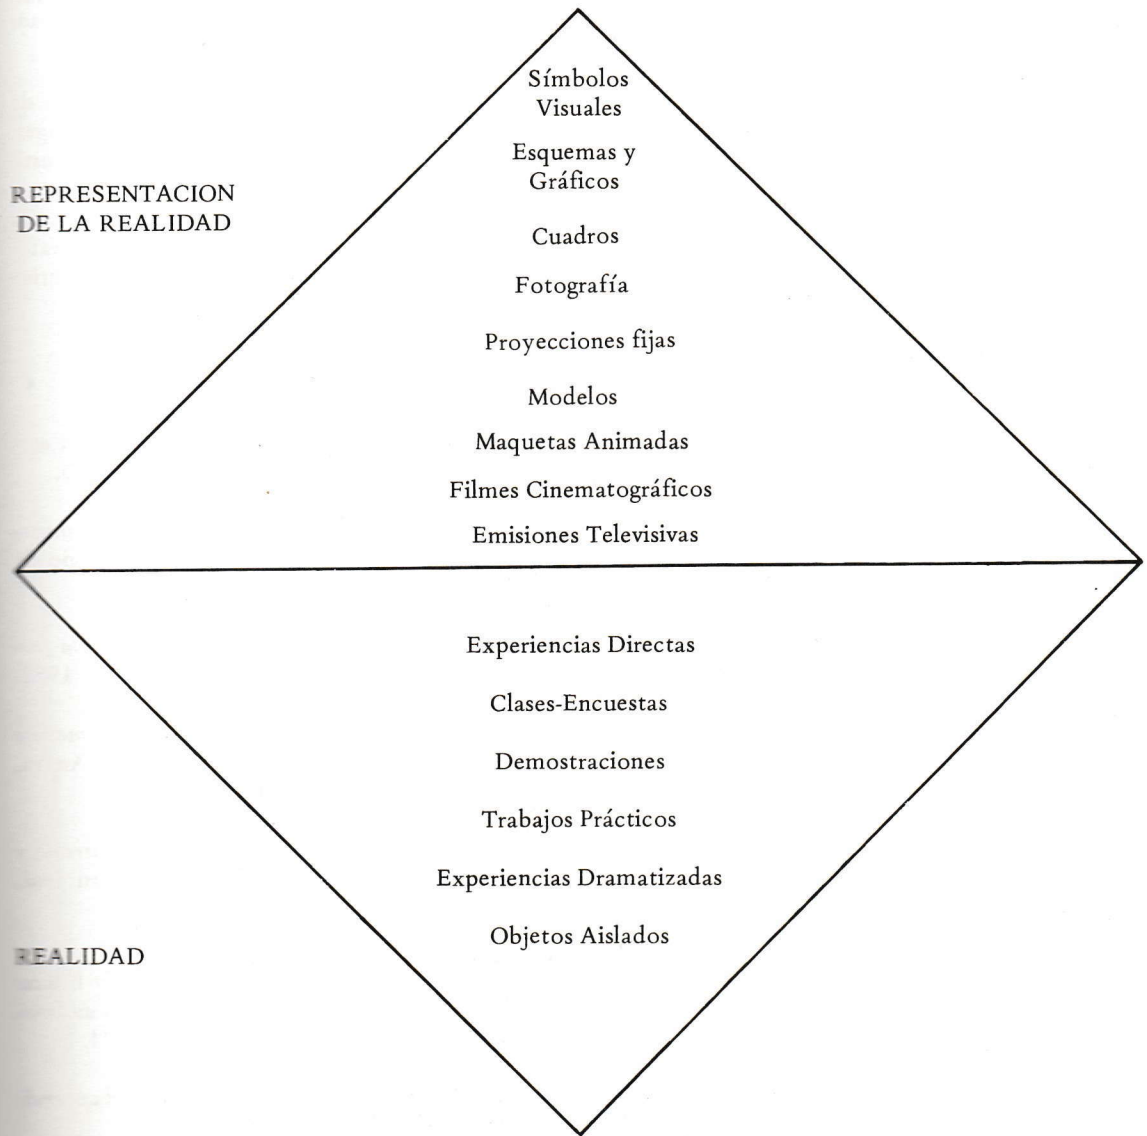 Símbolos
Visuales
Esquemas y
Gráficos
REPRESENTACION
DE LA REALIDAD
Cuadros
Fotografía
Proyecciones fijas
Modelos
Maquetas Animadas
Filmes Cinematográficos
Emisiones Televisivas
Experiencias Directas
Clases-Encuestas
Demostraciones
Trabajos Prácticos
Experiencias Dramatizadas
Objetos Aislados
REALIDAD